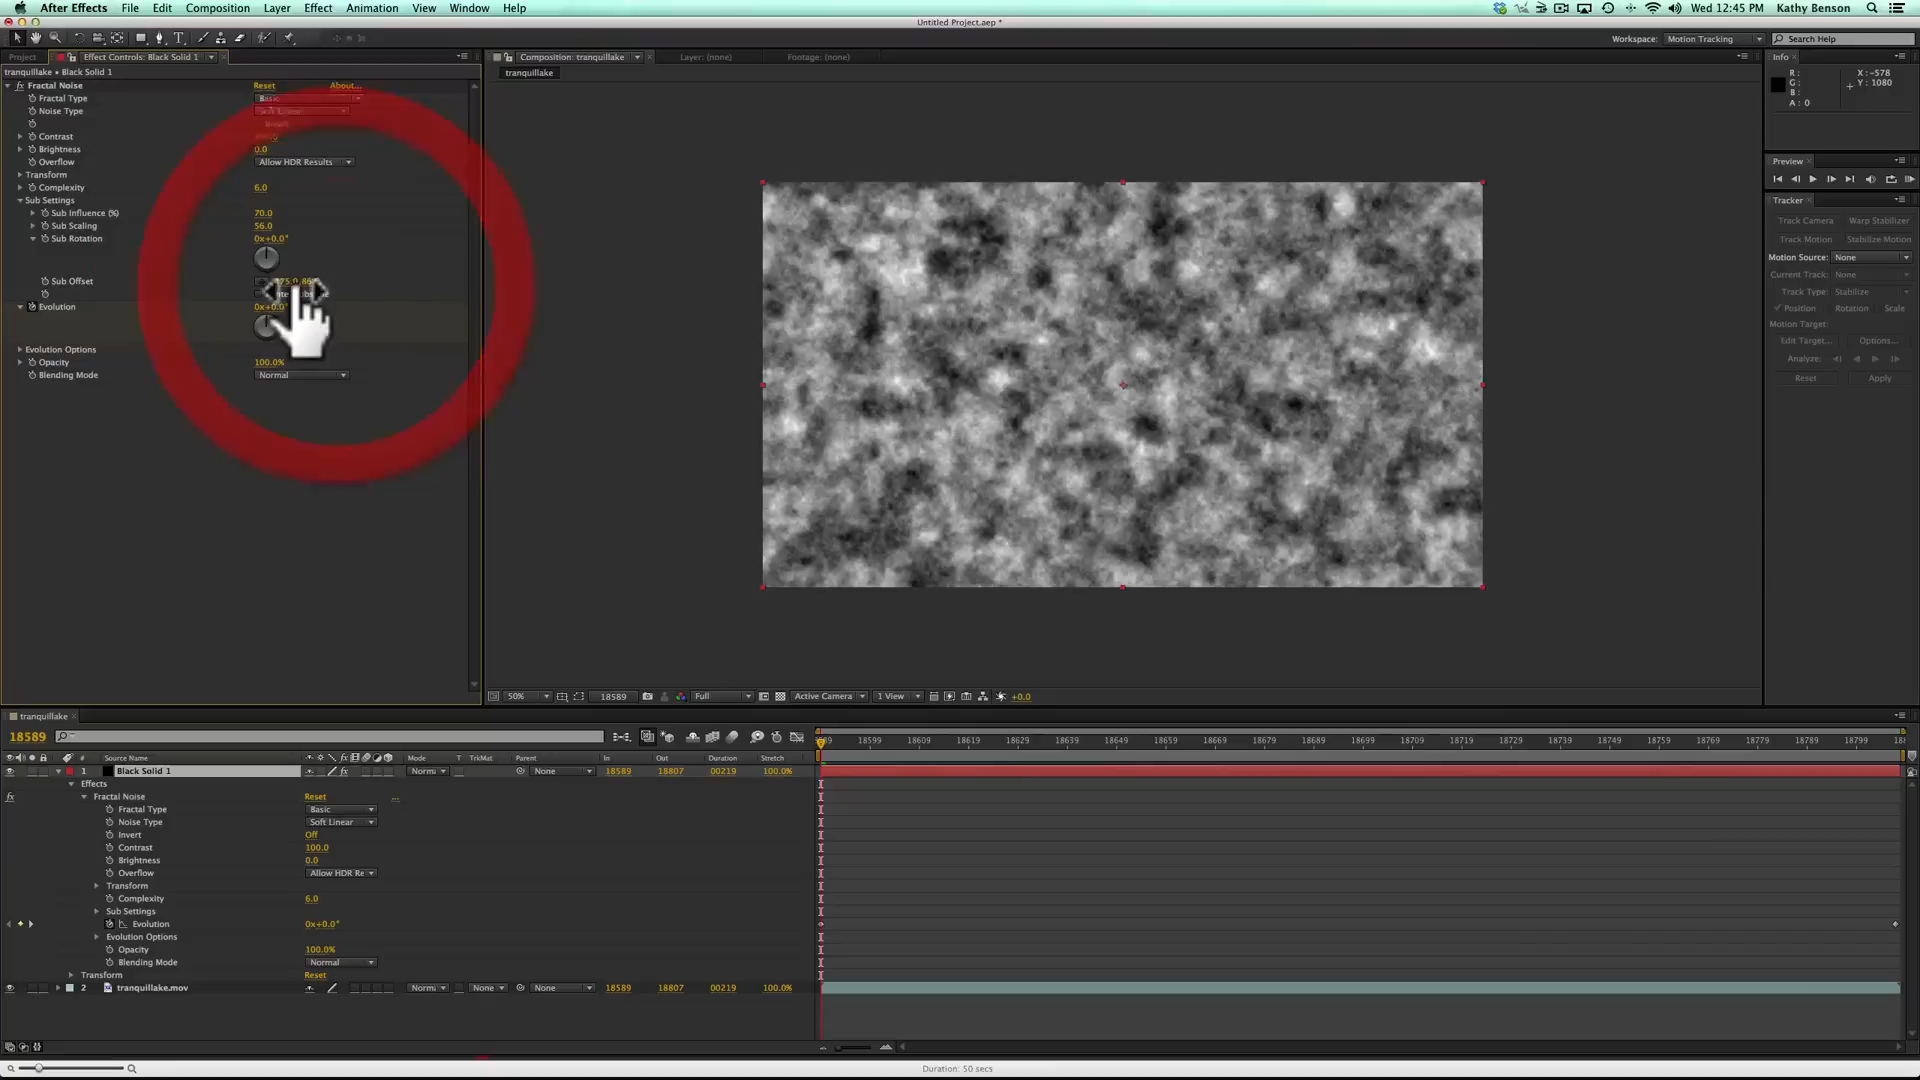 After Effects File Edit Composition Layer Effect Animation View Window Help Wed 12:45 PM Kathy Benson
Untitled Project.aep *
Workspace: Motion Tracking Search Help
Project Effect Controls: Black Solid 1 Composition: tranquillake Layer: (none) Footage: (none) Info
tranquillake • Black Solid 1 tranquillake
Fractal Noise Reset About...
Fractal Type Basic
Noise Type
Contrast
Brightness 0.0
Overflow Allow HDR Results
Transform
Complexity 6.0
Sub Settings
Sub Influence (%) 70.0
Sub Scaling 56.0
Sub Rotation 0x+0.0°
Sub Offset
Evolution 0x+0.0°
Evolution Options
Opacity 100.0%
Blending Mode Normal
R: X: -578
G: Y: 1080
B:
A: 0
Preview
Tracker
Track Camera Warp Stabilizer
Track Motion Stabilize Motion
Motion Source: None
Current Track: None
Track Type: Stabilize
Position Rotation Scale
Motion Target:
Edit Target... Options...
Analyze:
Reset Apply
50% 18589 Full Active Camera 1 View +0.0
tranquillake
18589
18599 18609 18619 18629 18639 18649 18659 18669 18679 18689 18699 18709 18719 18729 18739 18749 18759 18769 18779 18789 18799
# Source Name Mode T TrkMat Parent In Out Duration Stretch
1 Black Solid 1 Norm None 18589 18807 00219 100.0%
Effects
Fractal Noise Reset ...
Fractal Type Basic
Noise Type Soft Linear
Invert Off
Contrast 100.0
Brightness 0.0
Overflow Allow HDR Re
Transform
Complexity 6.0
Sub Settings
Evolution 0x+0.0°
Evolution Options
Opacity 100.0%
Blending Mode Normal
Transform Reset
2 tranquillake.mov Norm None None 18589 18807 00219 100.0%
Duration: 50 secs